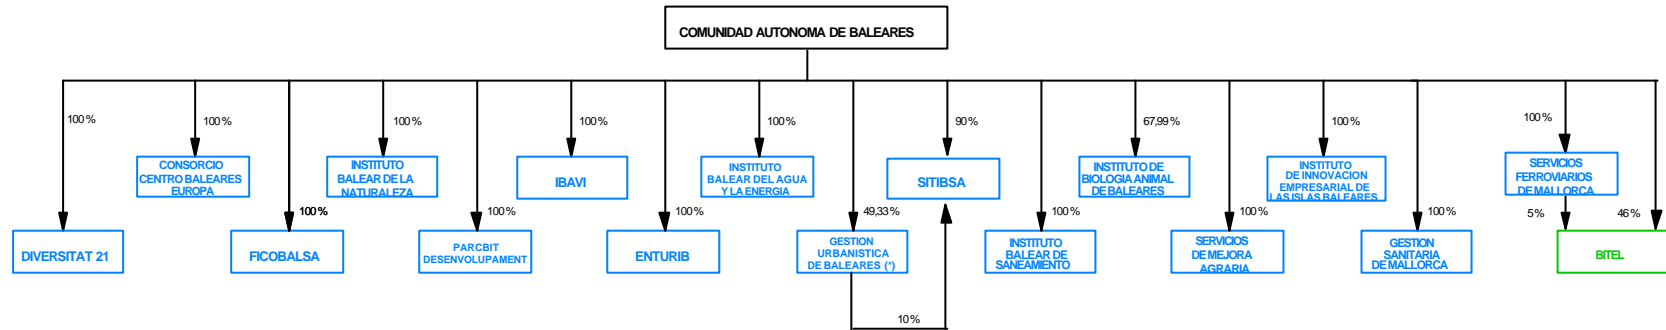 COMUNIDAD AUTONOMA DE BALEARES
100%
100%
100%
100%
100%
90%
67,99%
100%
100%
CONSORCIO
CENTRO BALEARES
EUROPA
INSTITUTO
BALEAR DE LA
NATURALEZA
IBAVI
INSTITUTO
BALEAR DEL AGUA
Y LA ENERGIA
SITIBSA
INSTITUTO DE
BIOLOGIA ANIMAL
DE BALEARES
INSTITUTO
DE INNOVACION
EMPRESARIAL DE
LAS ISLAS BALEARES
SERVICIOS
FERROVIARIOS
DE MALLORCA
100%
100%
100%
49,33%
100%
100%
100%
5%
46%
DIVERSITAT 21
FICOBALSA
PARCBIT
DESENVOLUPAMENT
ENTURIB
GESTION
URBANISTICA
DE BALEARES (*)
INSTITUTO
BALEAR DE
SANEAMIENTO
SERVICIOS
DE MEJORA
AGRARIA
GESTION
SANITARIA
DE MALLORCA
BITEL
10%